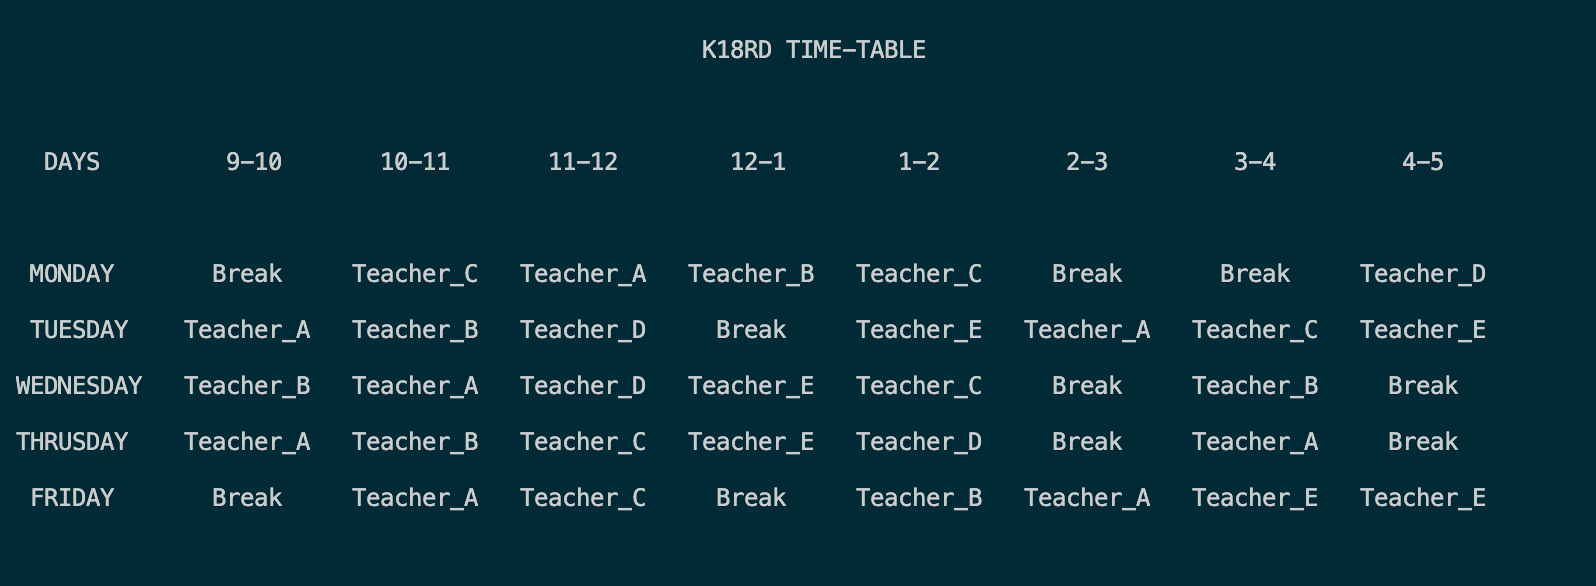 K18RD TIME-TABLE
DAYS 9-10 10-11 11-12 12-1 1-2 2-3 3-4 4-5
MONDAY Break Teacher_C Teacher_A Teacher_B Teacher_C Break Break Teacher_D
TUESDAY Teacher_A Teacher_B Teacher_D Break Teacher_E Teacher_A Teacher_C Teacher_E
WEDNESDAY Teacher_B Teacher_A Teacher_D Teacher_E Teacher_C Break Teacher_B Break
THRUSDAY Teacher_A Teacher_B Teacher_C Teacher_E Teacher_D Break Teacher_A Break
FRIDAY Break Teacher_A Teacher_C Break Teacher_B Teacher_A Teacher_E Teacher_E